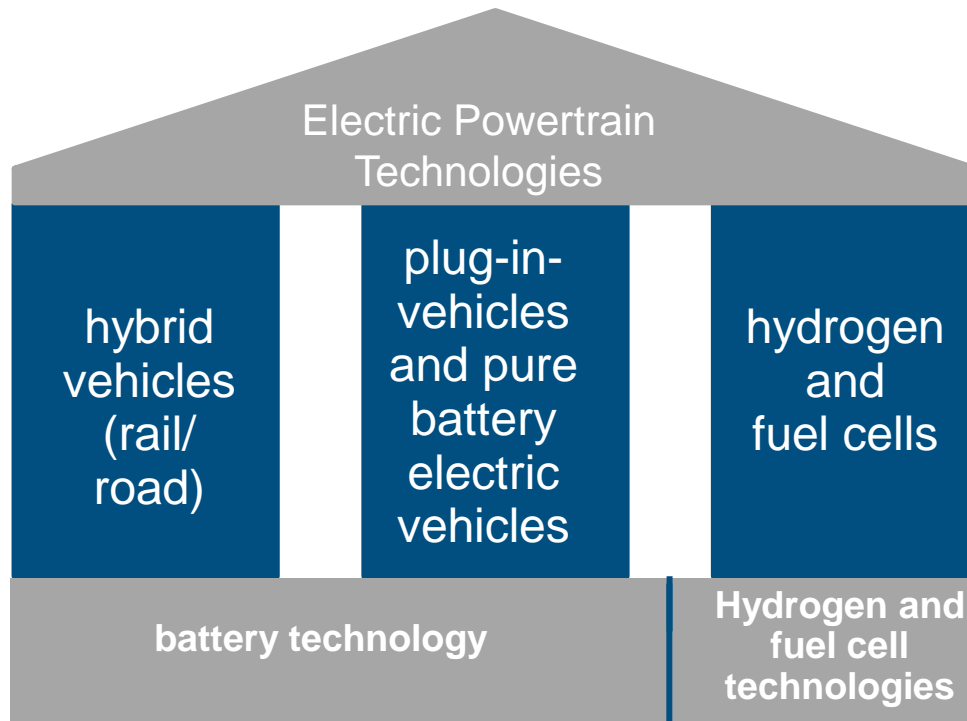 Electric Powertrain
Technologies
hybrid
vehicles
(rail/
road)
plug-in-
vehicles
and pure
battery
electric
vehicles
hydrogen
and
fuel cells
battery technology
Hydrogen and
fuel cell
technologies